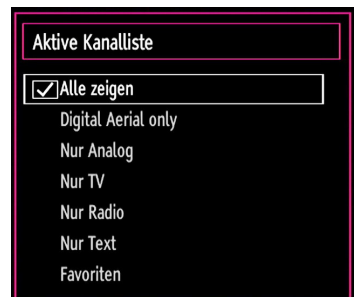 Aktive Kanalliste
Alle zeigen
Digital Aerial only
Nur Analog
Nur TV
Nur Radio
Nur Text
Favoriten